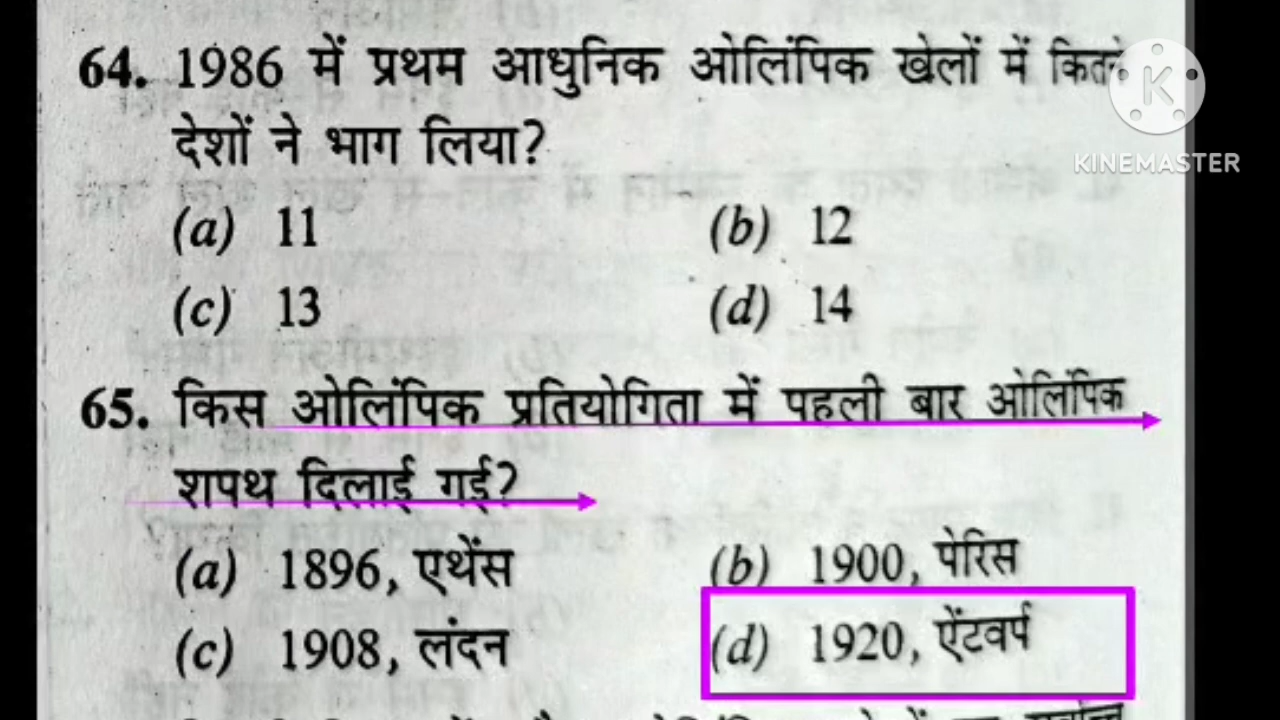 64. 1986 में प्रथम आधुनिक ओलिंपिक खेलों में
K
KINEMASTER
देशों ने भाग लिया?
(a) 11 (b) 12
(c) 13 (d) 14
65. किस ओलिंपिक प्रतियोगिता में पहली बार ओलिंपिक
शपथ दिलाई गई?
(a) 1896, एथेंस (b) 1900, पेरिस
(c) 1908, लंदन (d) 1920, ऐंटवर्प